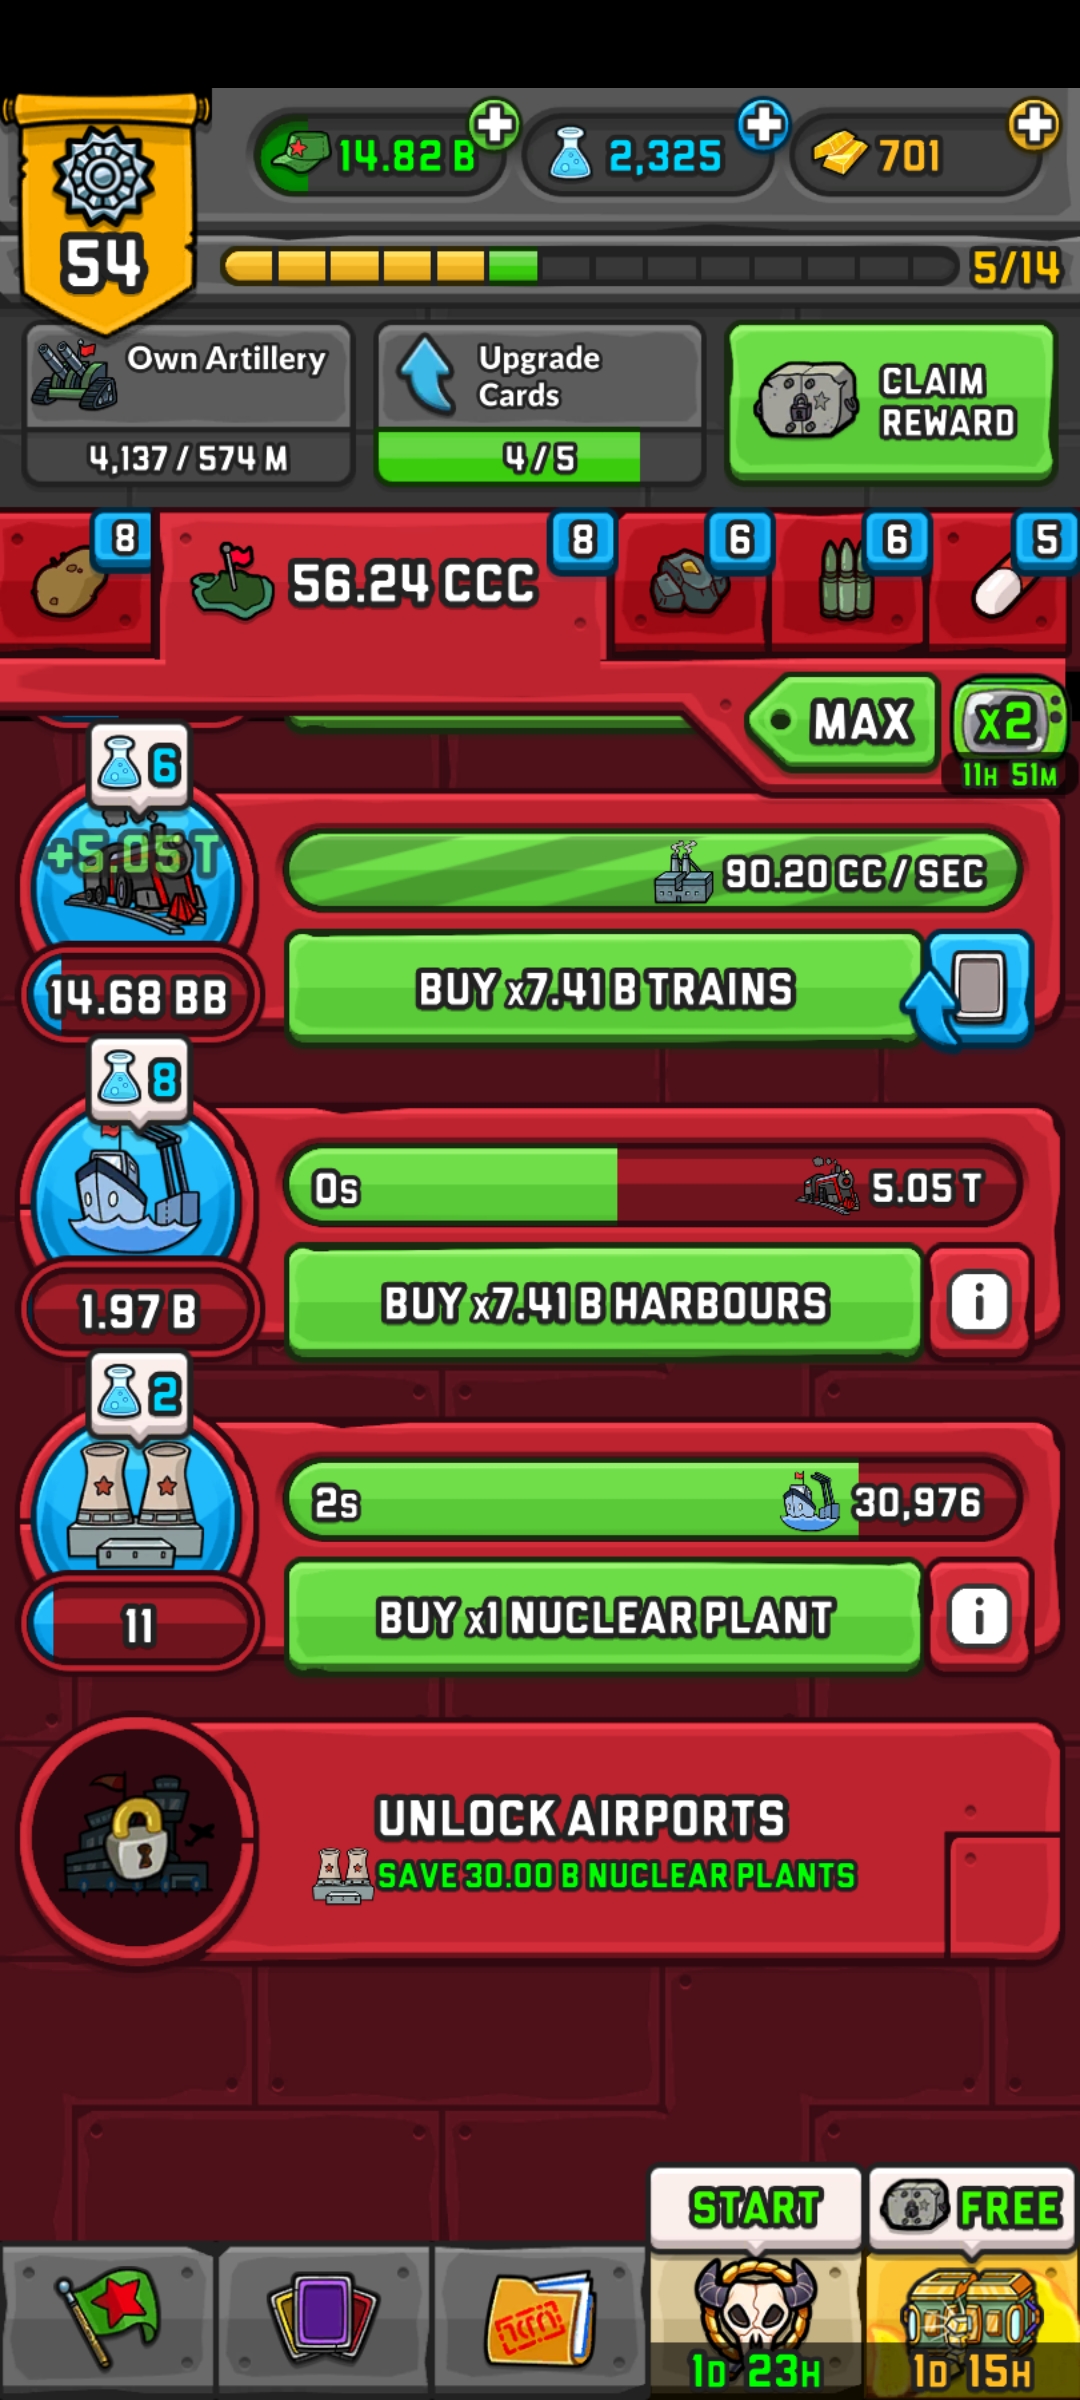 54
14.82 B
2,325
701
5/14
Own Artillery
4,137 / 574 M
Upgrade
Cards
4/5
CLAIM
REWARD
8
56.24 CCC
8
6
6
5
MAX
x2
11H 51M
6
+5.05 T
90.20 CC / SEC
14.68 BB
BUY x7.41 B TRAINS
8
0s
5.05 T
1.97 B
BUY x7.41 B HARBOURS
i
2
2s
30,976
11
BUY x1 NUCLEAR PLANT
i
UNLOCK AIRPORTS
SAVE 30.00 B NUCLEAR PLANTS
START
FREE
1D 23H
1D 15H